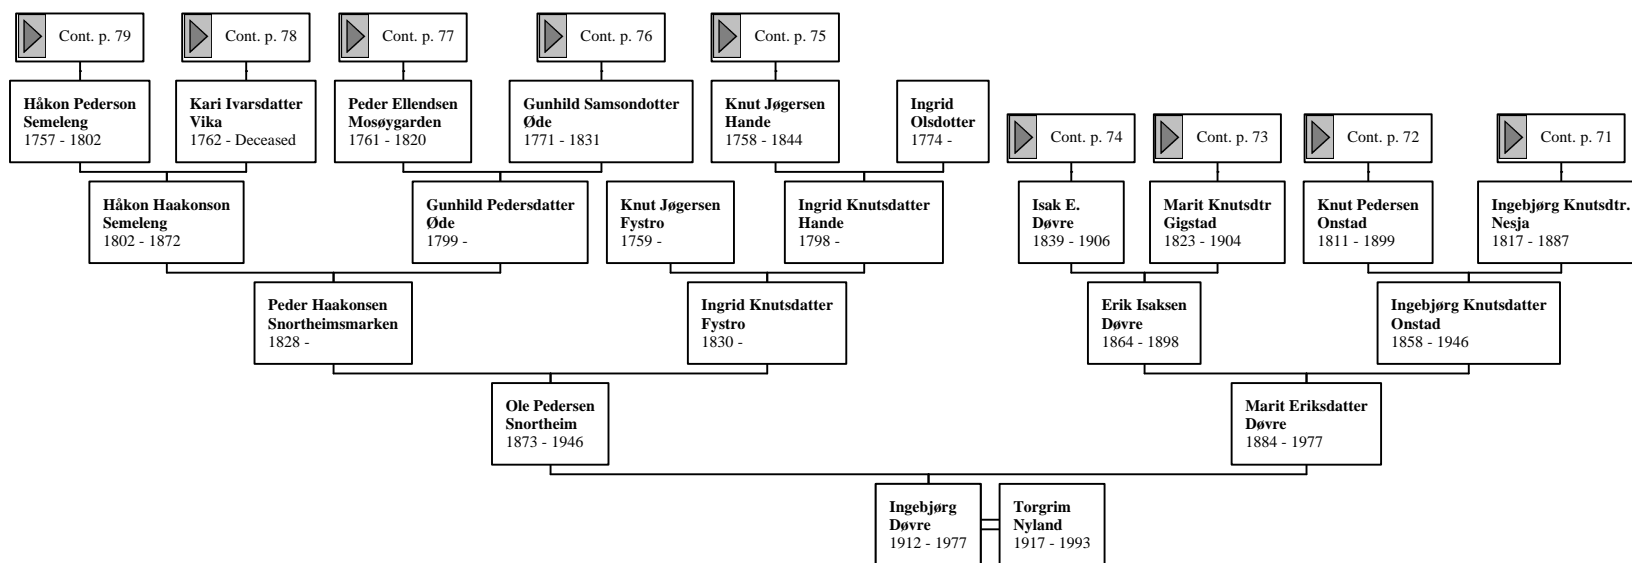 Cont. p. 79
Cont. p. 78
Cont. p. 77
Cont. p. 76
Cont. p. 75
Håkon Pederson
Semeleng
1757 - 1802
Kari Ivarsdatter
Vika
1762 - Deceased
Peder Ellendsen
Mosøygarden
1761 - 1820
Gunhild Samsondotter
Øde
1771 - 1831
Knut Jøgersen
Hande
1758 - 1844
Ingrid
Olsdotter
1774 -
Cont. p. 74
Cont. p. 73
Cont. p. 72
Cont. p. 71
Håkon Haakonson
Semeleng
1802 - 1872
Gunhild Pedersdatter
Øde
1799 -
Knut Jøgersen
Fystro
1759 -
Ingrid Knutsdatter
Hande
1798 -
Isak E.
Døvre
1839 - 1906
Marit Knutsdtr
Gigstad
1823 - 1904
Knut Pedersen
Onstad
1811 - 1899
Ingebjørg Knutsdtr.
Nesja
1817 - 1887
Peder Haakonsen
Snortheimsmarken
1828 -
Ingrid Knutsdatter
Fystro
1830 -
Erik Isaksen
Døvre
1864 - 1898
Ingebjørg Knutsdatter
Onstad
1858 - 1946
Ole Pedersen
Snortheim
1873 - 1946
Marit Eriksdatter
Døvre
1884 - 1977
Ingebjørg
Døvre
1912 - 1977
Torgrim
Nyland
1917 - 1993